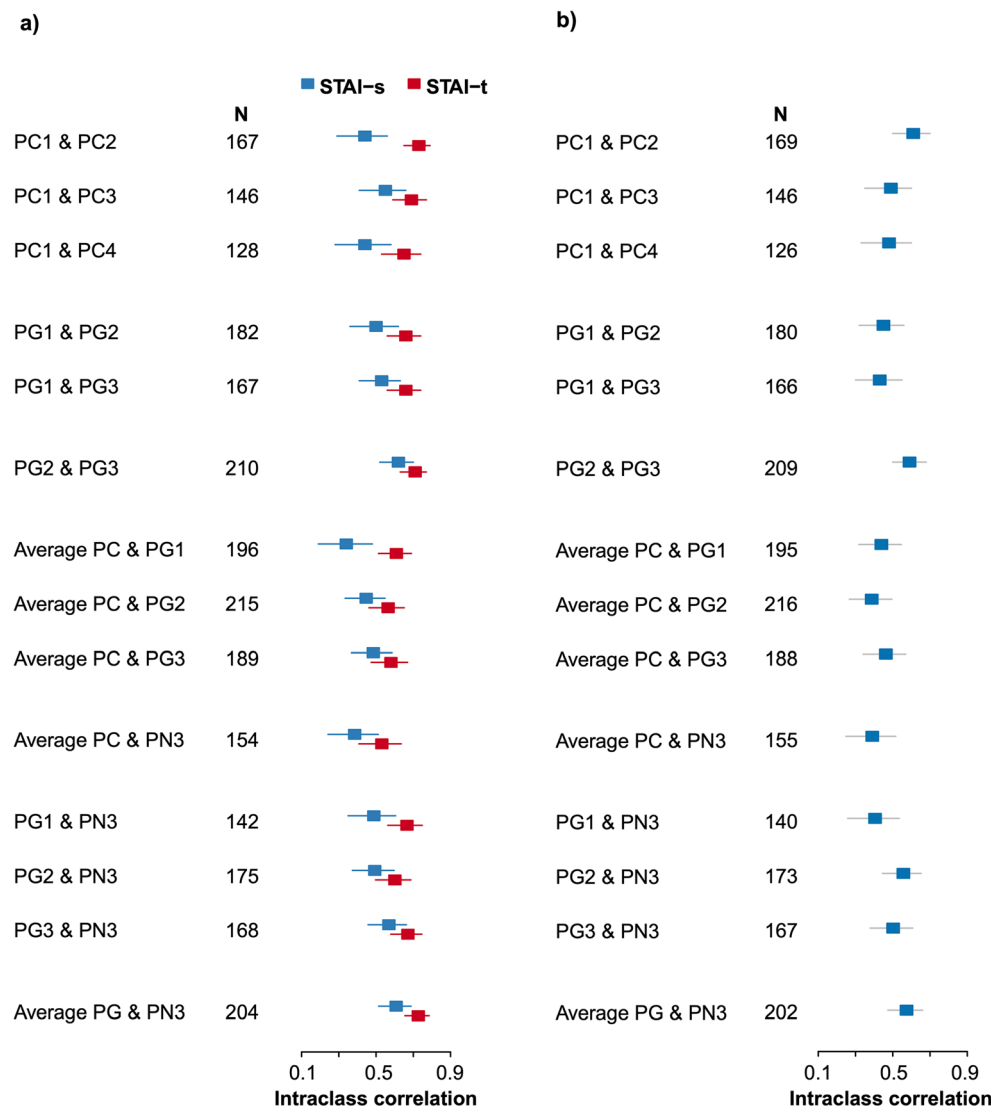 a)
STAI−s STAI−t
N
PC1 & PC2 167
PC1 & PC3 146
PC1 & PC4 128
PG1 & PG2 182
PG1 & PG3 167
PG2 & PG3 210
Average PC & PG1 196
Average PC & PG2 215
Average PC & PG3 189
Average PC & PN3 154
PG1 & PN3 142
PG2 & PN3 175
PG3 & PN3 168
Average PG & PN3 204
0.1 0.5 0.9
Intraclass correlation
b)
N
PC1 & PC2 169
PC1 & PC3 146
PC1 & PC4 126
PG1 & PG2 180
PG1 & PG3 166
PG2 & PG3 209
Average PC & PG1 195
Average PC & PG2 216
Average PC & PG3 188
Average PC & PN3 155
PG1 & PN3 140
PG2 & PN3 173
PG3 & PN3 167
Average PG & PN3 202
0.1 0.5 0.9
Intraclass correlation